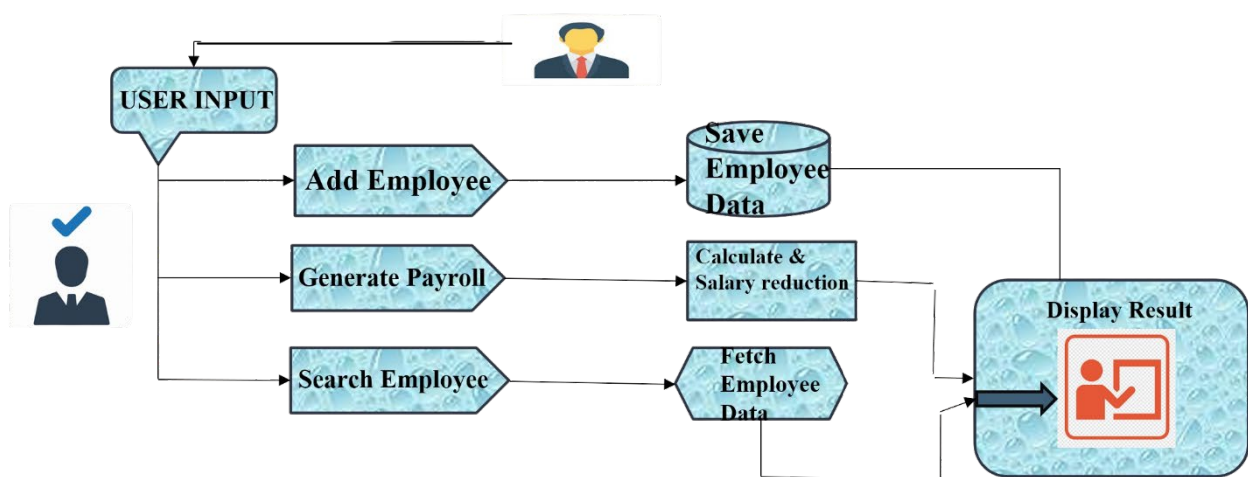 USER INPUT
Add Employee
Save
Employee
Data
Generate Payroll
Calculate &
Salary reduction
Search Employee
Fetch
Employee
Data
Display Result